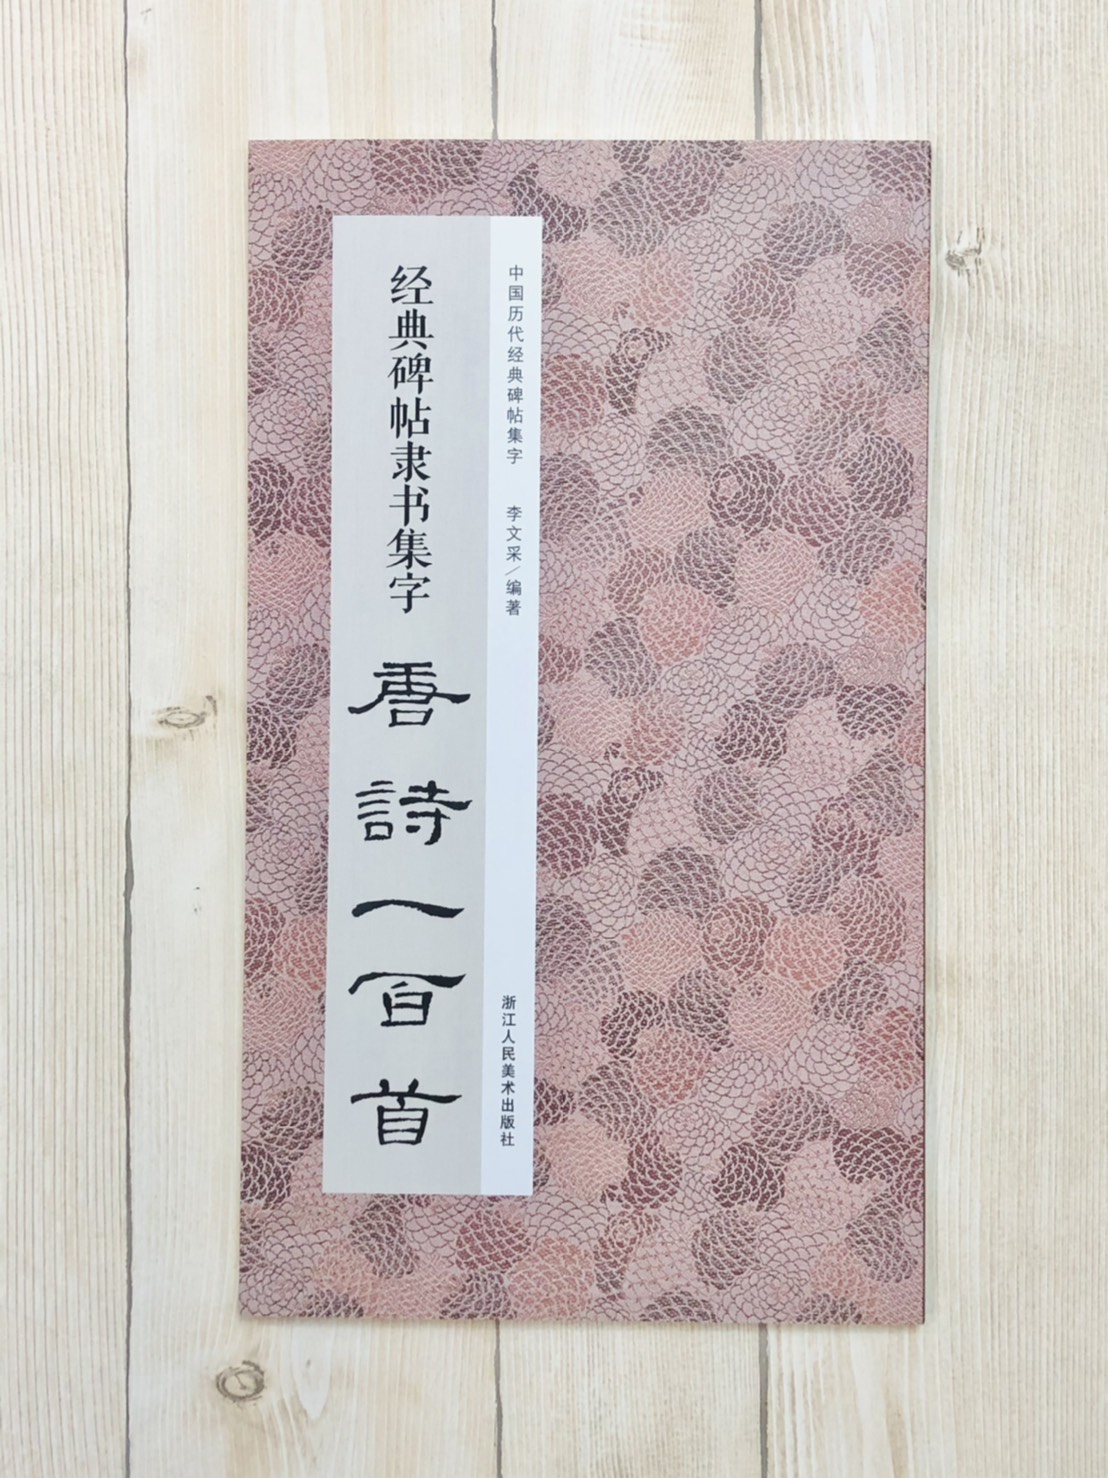 中国历代经典碑帖集字 李文采/编著
浙江人民美术出版社
经典碑帖隶书集字
唐詩一百首